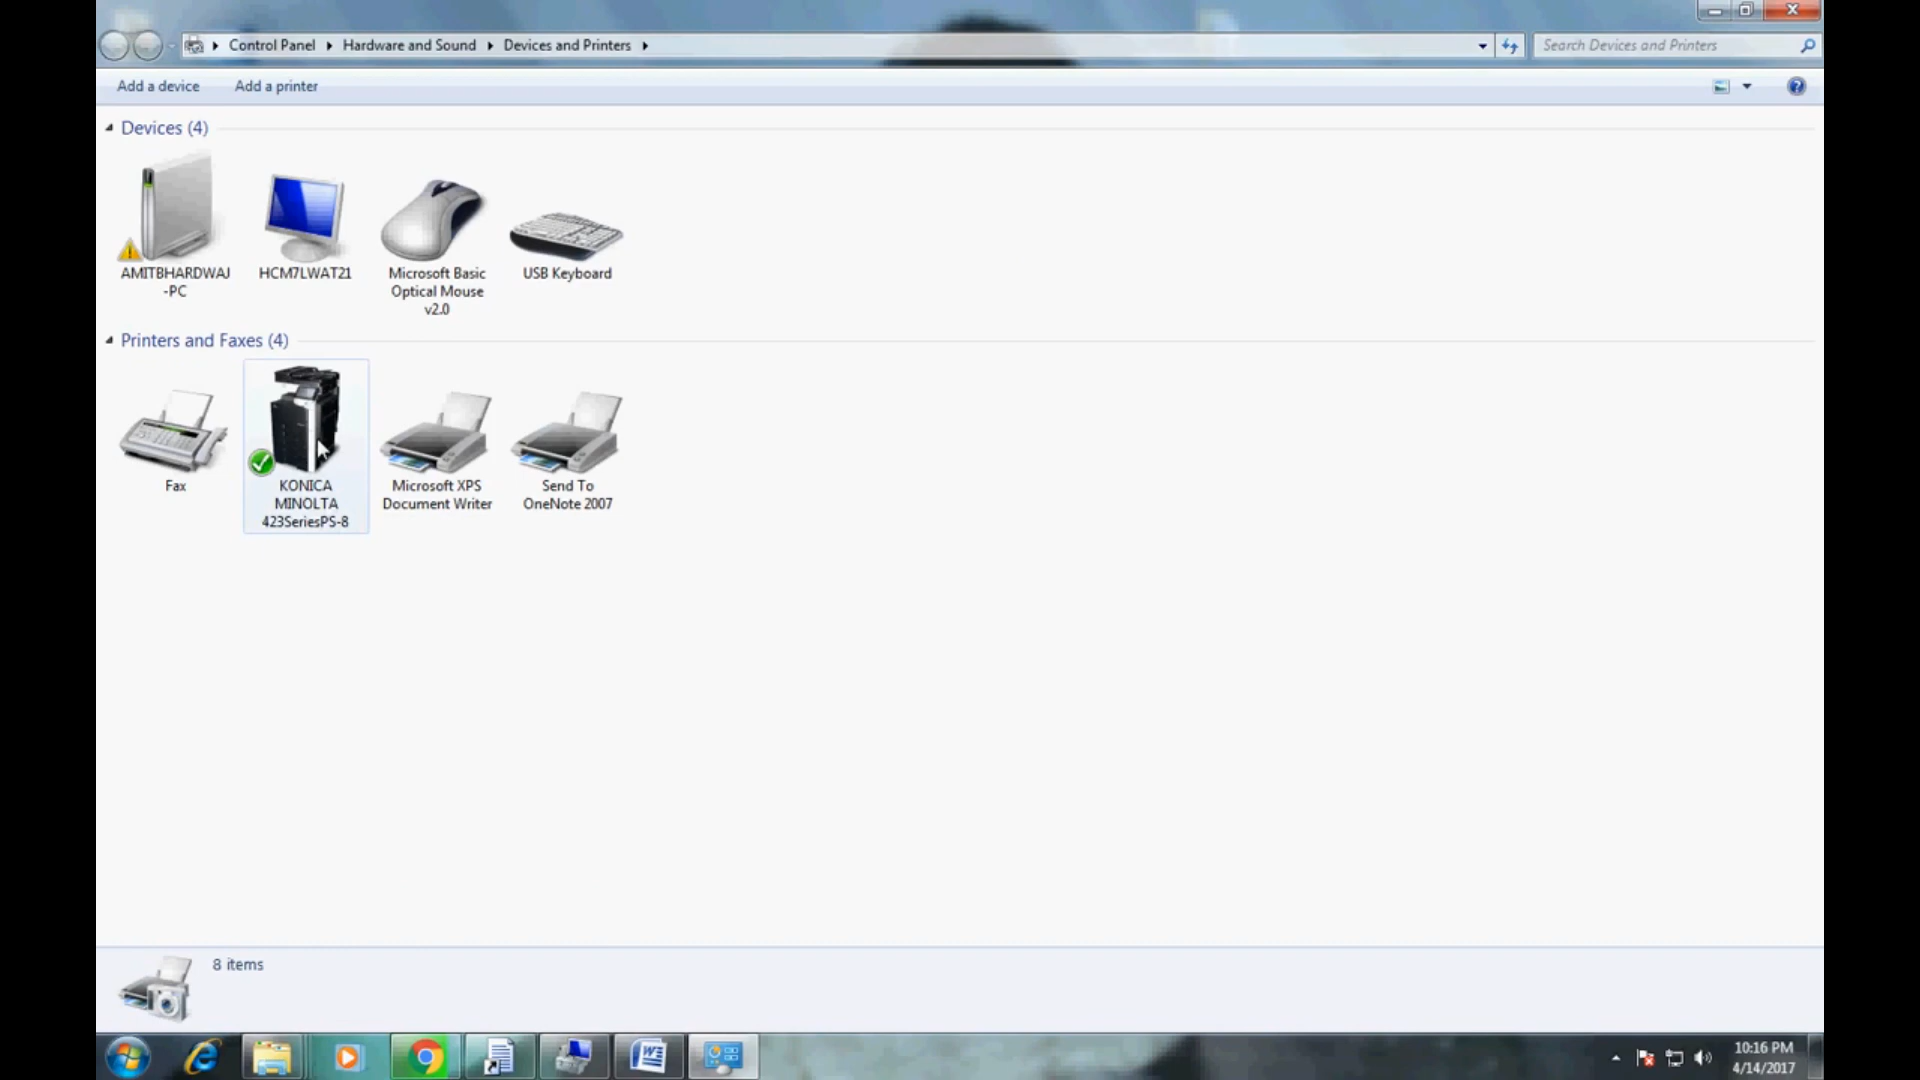 Control Panel Hardware and Sound Devices and Printers
Search Devices and Printers
Add a device Add a printer
Devices (4)
AMITBHARDWAJ
-PC
HCM7LWAT21
Microsoft Basic
Optical Mouse
v2.0
USB Keyboard
Printers and Faxes (4)
Fax
KONICA
MINOLTA
423SeriesPS-8
Microsoft XPS
Document Writer
Send To
OneNote 2007
8 items
10:16 PM
4/14/2017